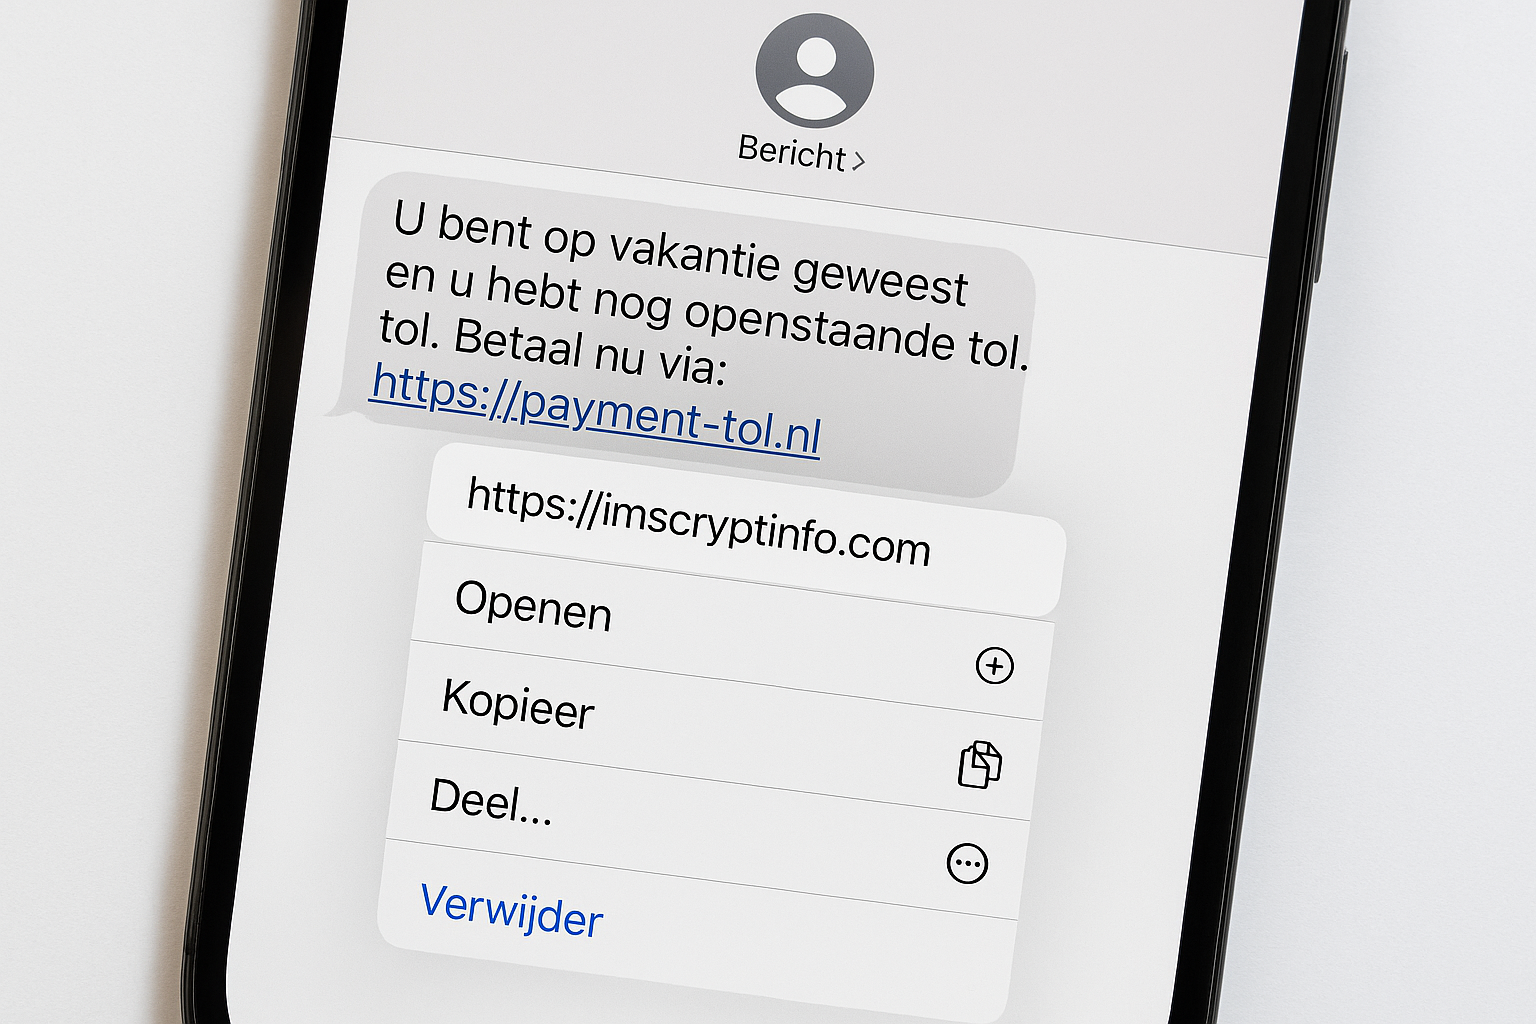 Bericht >
U bent op vakantie geweest
en u hebt nog openstaande tol.
tol. Betaal nu via:
https://payment-tol.nl
https://imscryptinfo.com
Openen
Kopieer
Deel...
Verwijder